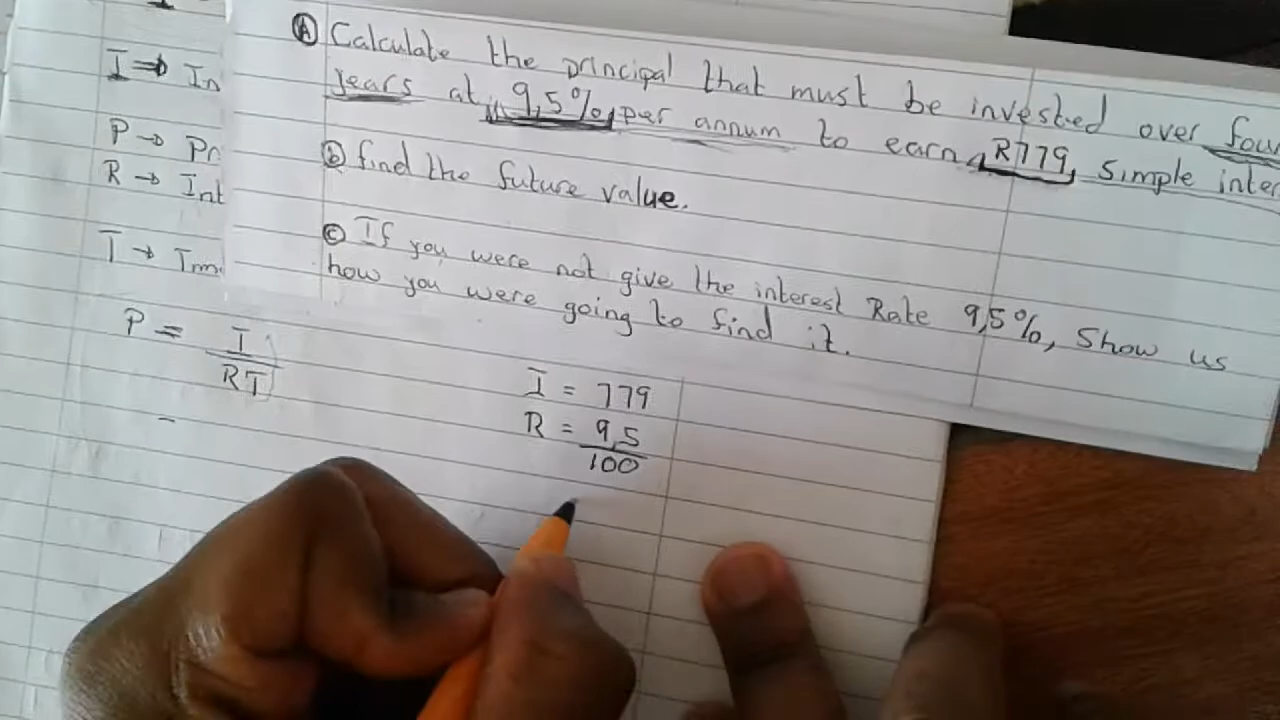 I ⇒ In
P → Pr
R → Int
T → Tim
Ⓐ Calculate the principal that must be invested over four
years at 9,5% per annum to earn R779, simple inter
ⓑ find the future value.
ⓒ If you were not give the interest Rate 9,5%, Show us
how you were going to find it.
P = I / RT
I = 779
R = 9,5 / 100